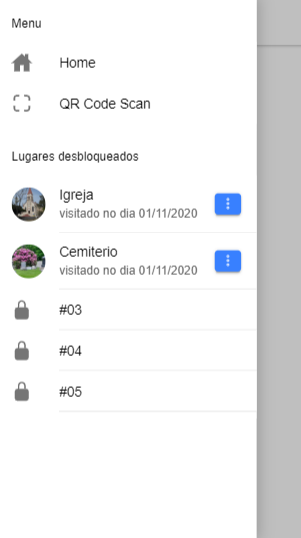 Menu
Home
QR Code Scan
Lugares desbloqueados
Igreja
visitado no dia 01/11/2020
Cemiterio
visitado no dia 01/11/2020
#03
#04
#05